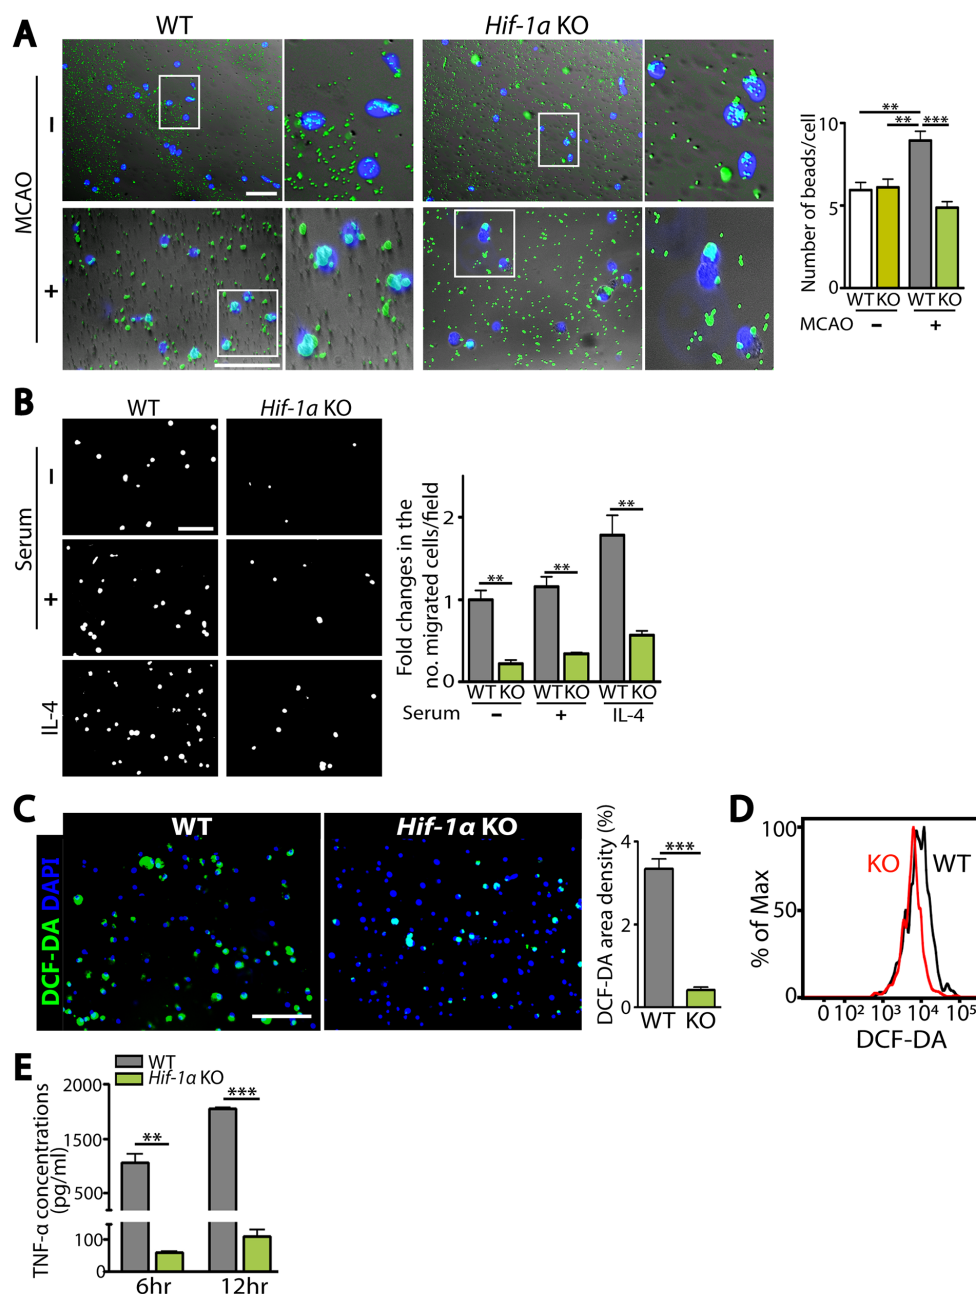 A
WT
Hif-1α KO
MCAO
–
+
Number of beads/cell
10
5
0
**
** ***
WT KO WT KO
MCAO – +
B
WT
Hif-1α KO
Serum
–
+
IL-4
Fold changes in the
no. migrated cells/field
2
1
0
**
**
**
WT KO WT KO WT KO
Serum – + IL-4
C
WT
Hif-1α KO
DCF-DA DAPI
DCF-DA area density (%)
4
2
0
***
WT KO
D
% of Max
100
50
0
KO
WT
0 10² 10³ 10⁴ 10⁵
DCF-DA
E
WT
Hif-1α KO
TNF-α concentrations
(pg/ml)
2000
1500
500
100
0
**
***
6hr 12hr